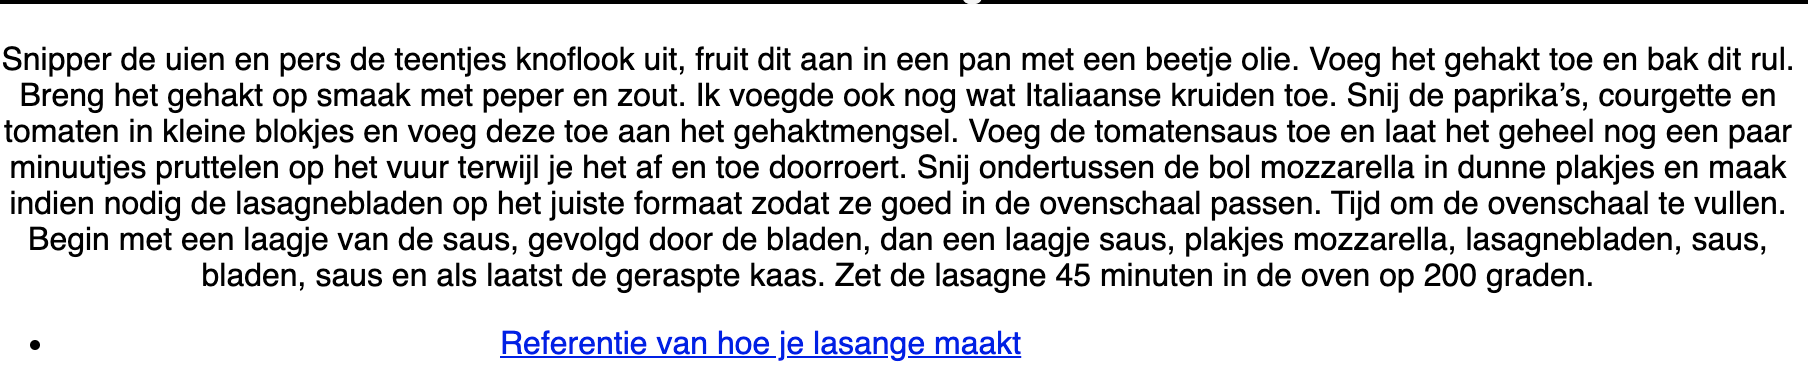 Snipper de uien en pers de teentjes knoflook uit, fruit dit aan in een pan met een beetje olie. Voeg het gehakt toe en bak dit rul.
Breng het gehakt op smaak met peper en zout. Ik voegde ook nog wat Italiaanse kruiden toe. Snij de paprika’s, courgette en
tomaten in kleine blokjes en voeg deze toe aan het gehaktmengsel. Voeg de tomatensaus toe en laat het geheel nog een paar
minuutjes pruttelen op het vuur terwijl je het af en toe doorroert. Snij ondertussen de bol mozzarella in dunne plakjes en maak
indien nodig de lasagnebladen op het juiste formaat zodat ze goed in de ovenschaal passen. Tijd om de ovenschaal te vullen.
Begin met een laagje van de saus, gevolgd door de bladen, dan een laagje saus, plakjes mozzarella, lasagnebladen, saus,
bladen, saus en als laatst de geraspte kaas. Zet de lasagne 45 minuten in de oven op 200 graden.
• Referentie van hoe je lasange maakt